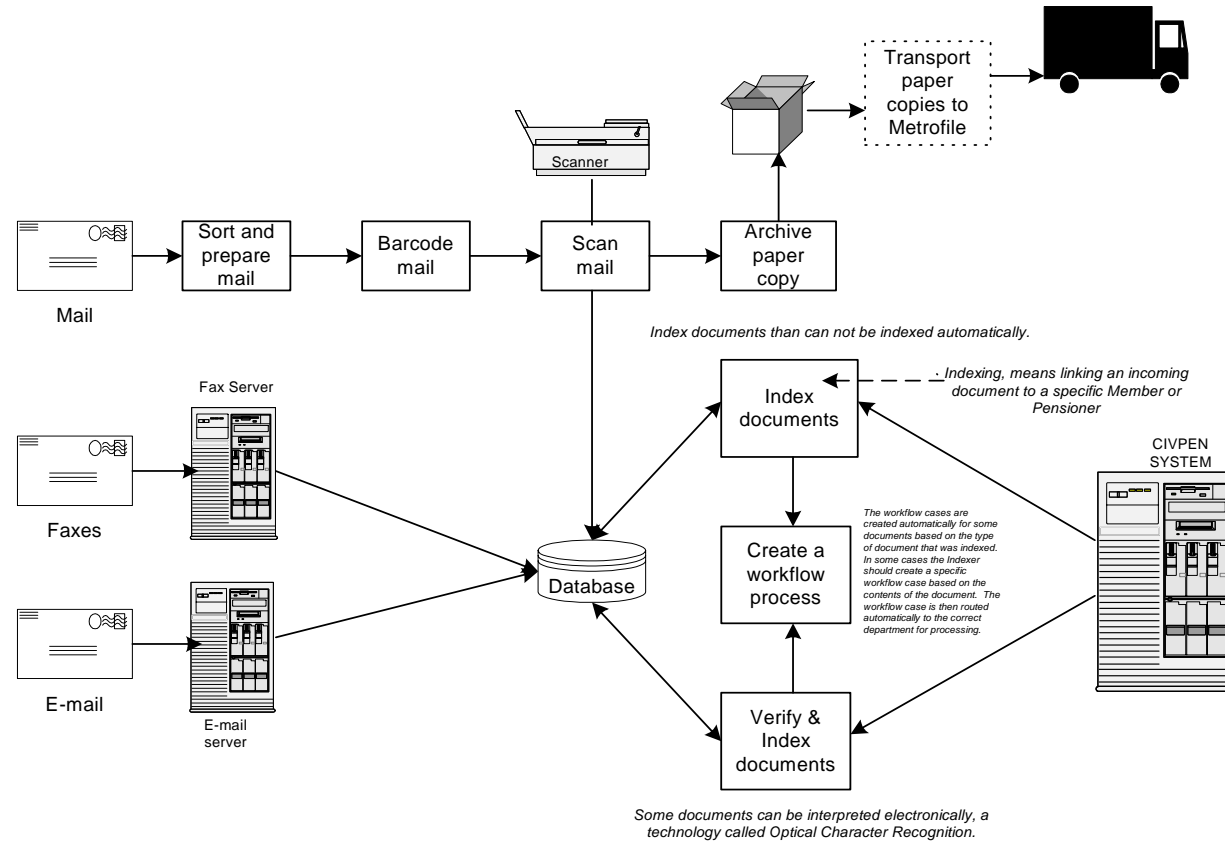 Transport
paper
copies to
Metrofile
Scanner
Sort and
prepare
mail
Barcode
mail
Scan
mail
Archive
paper
copy
Mail
Index documents than can not be indexed automatically.
Fax Server
Index
documents
· Indexing, means linking an incoming
document to a specific Member or
Pensioner
CIVPEN
SYSTEM
Faxes
The workflow cases are
created automatically for some
documents based on the type
of document that was indexed.
In some cases the Indexer
should create a specific
workflow case based on the
contents of the document.  The
workflow case is then routed
automatically to the correct
department for processing.
Create a
workflow
process
Database
E-mail
E-mail
server
Verify &
Index
documents
Some documents can be interpreted electronically, a
technology called Optical Character Recognition.